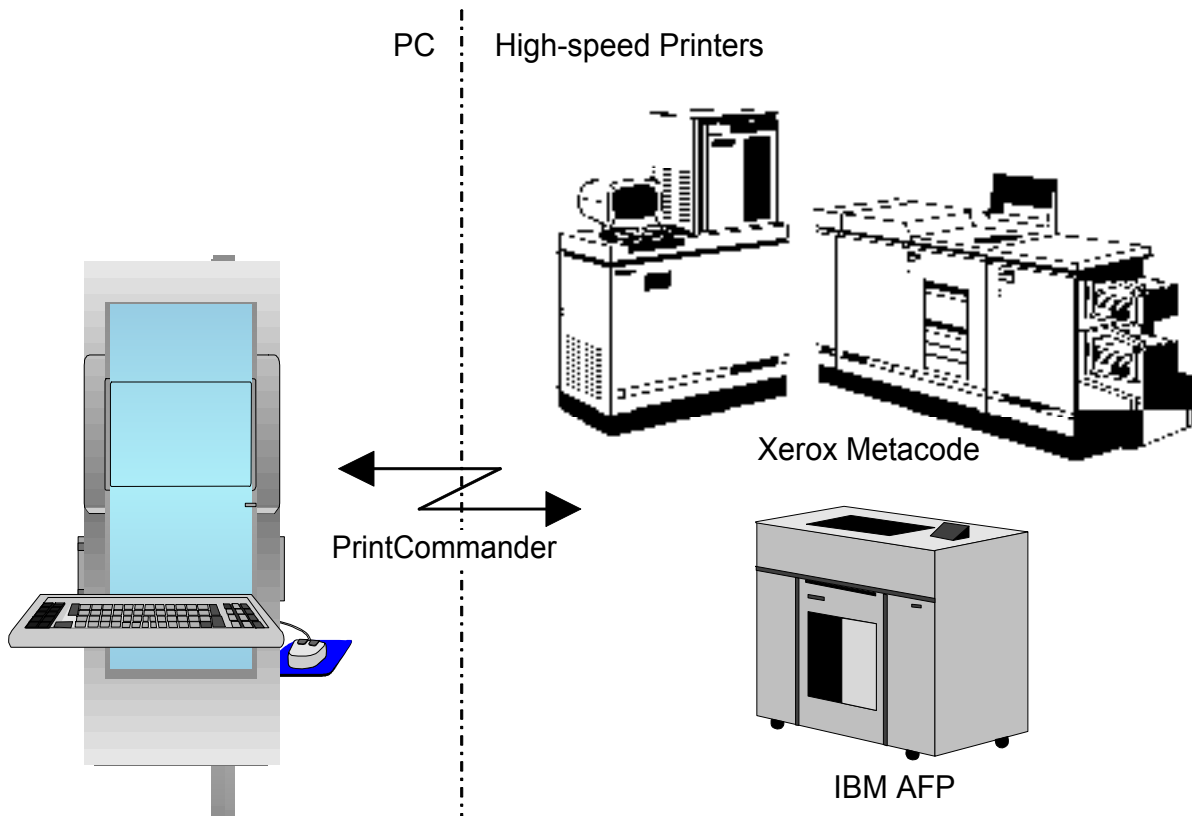 PC
High-speed Printers
Xerox Metacode
PrintCommander
IBM AFP